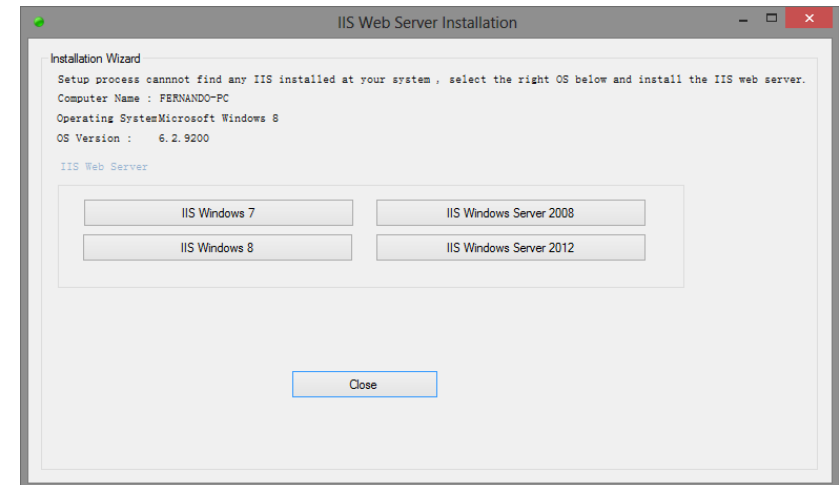 IIS Web Server Installation
Installation Wizard
Setup process cannnot find any IIS installed at your system , select the right OS below and install the IIS web server.
Computer Name : FERNANDO-PC
Operating SystemMicrosoft Windows 8
OS Version : 6.2.9200
IIS Web Server
IIS Windows 7 IIS Windows Server 2008
IIS Windows 8 IIS Windows Server 2012
Close